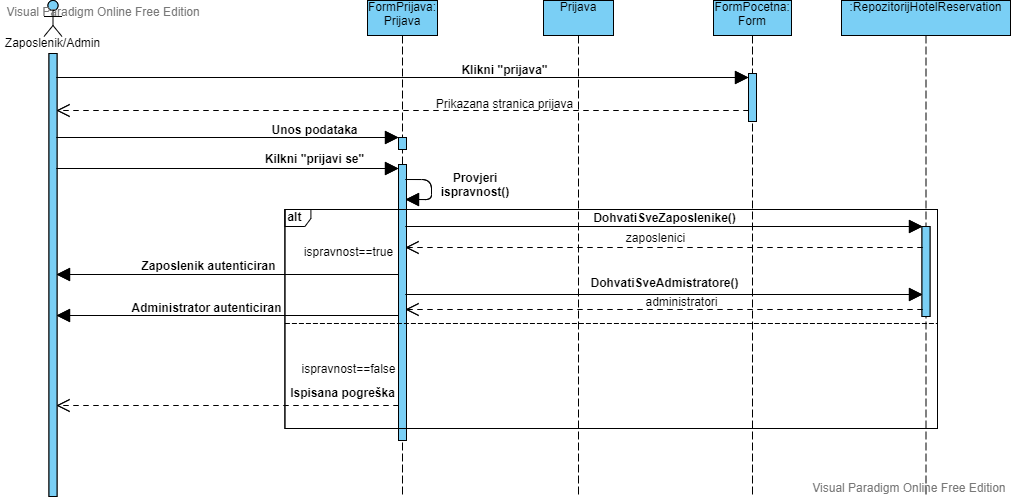 Visual Paradigm Online Free Edition
Zaposlenik/Admin
FormPrijava:
Prijava
Prijava
FormPocetna:
Form
:RepozitorijHotelReservation
Klikni "prijava"
Prikazana stranica prijava
Unos podataka
Kilkni "prijavi se"
Provjeri
ispravnost()
alt
DohvatiSveZaposlenike()
zaposlenici
ispravnost==true
Zaposlenik autenticiran
DohvatiSveAdmistratore()
administratori
Administrator autenticiran
ispravnost==false
Ispisana pogreška
Visual Paradigm Online Free Edition